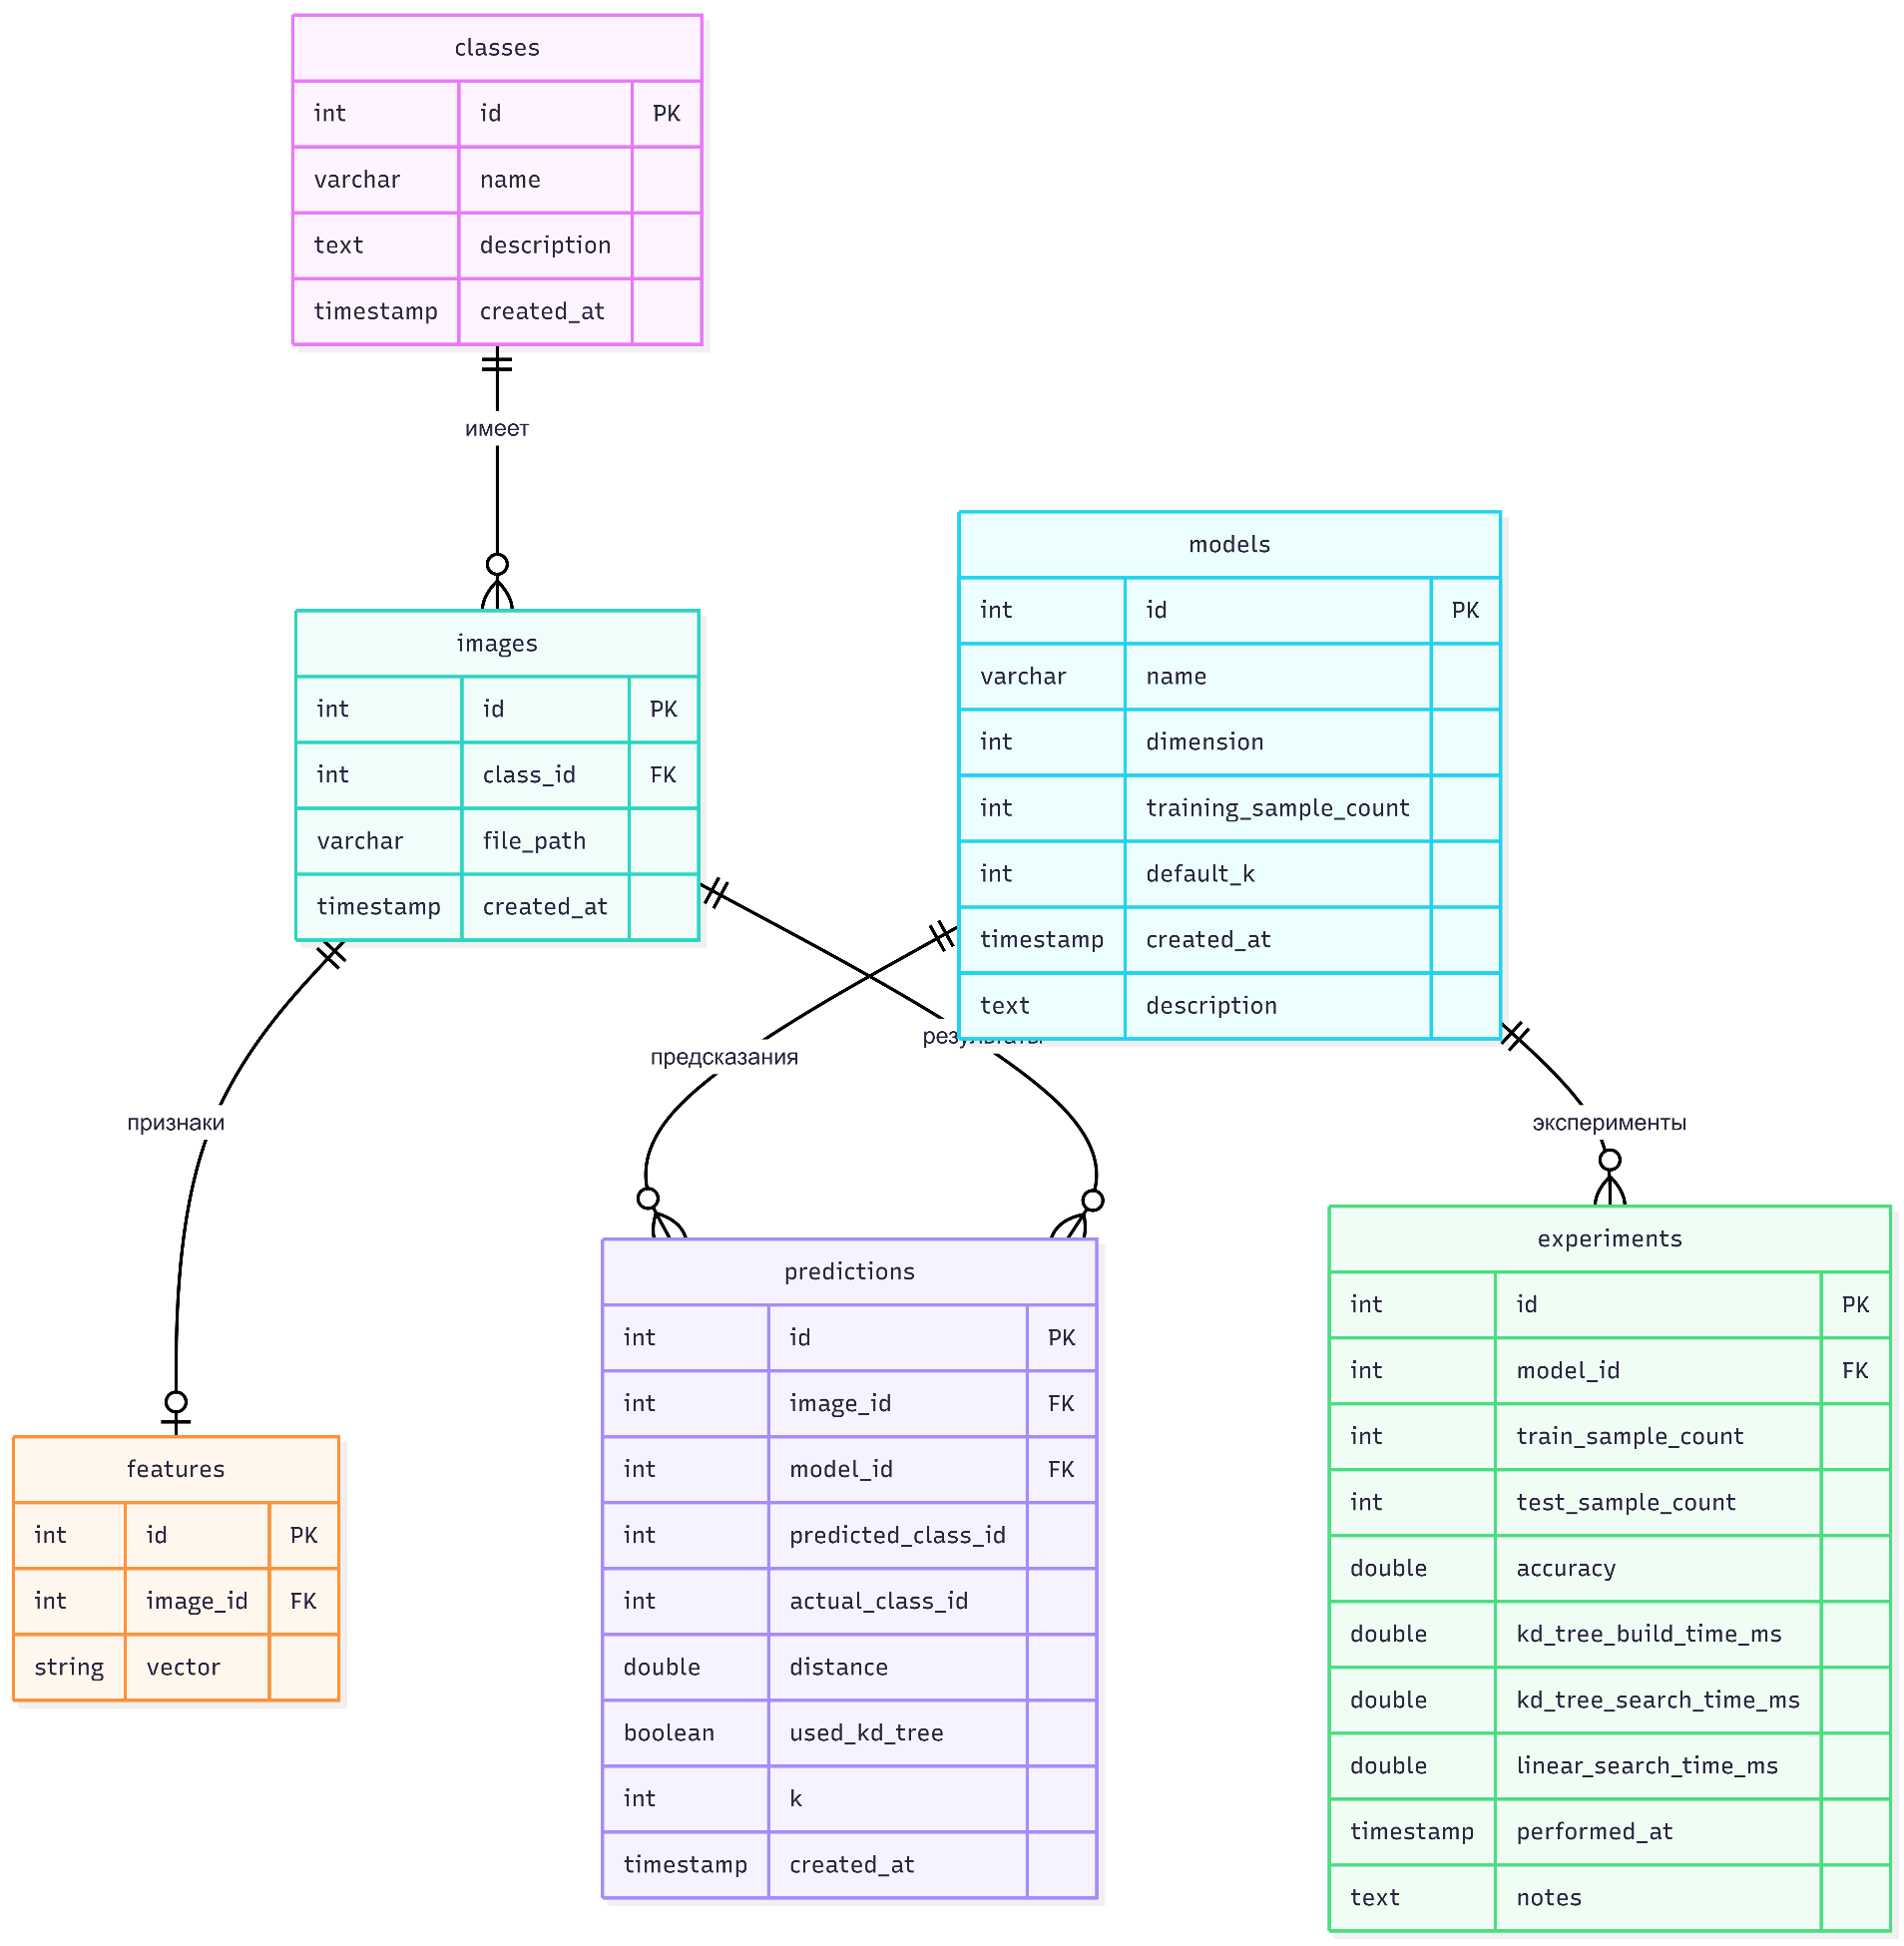 classes
int id PK
varchar name
text description
timestamp created_at
имеет
images
int id PK
int class_id FK
varchar file_path
timestamp created_at
models
int id PK
varchar name
int dimension
int training_sample_count
int default_k
timestamp created_at
text description
результаты
предсказания
признаки
эксперименты
features
int id PK
int image_id FK
string vector
predictions
int id PK
int image_id FK
int model_id FK
int predicted_class_id
int actual_class_id
double distance
boolean used_kd_tree
int k
timestamp created_at
experiments
int id PK
int model_id FK
int train_sample_count
int test_sample_count
double accuracy
double kd_tree_build_time_ms
double kd_tree_search_time_ms
double linear_search_time_ms
timestamp performed_at
text notes